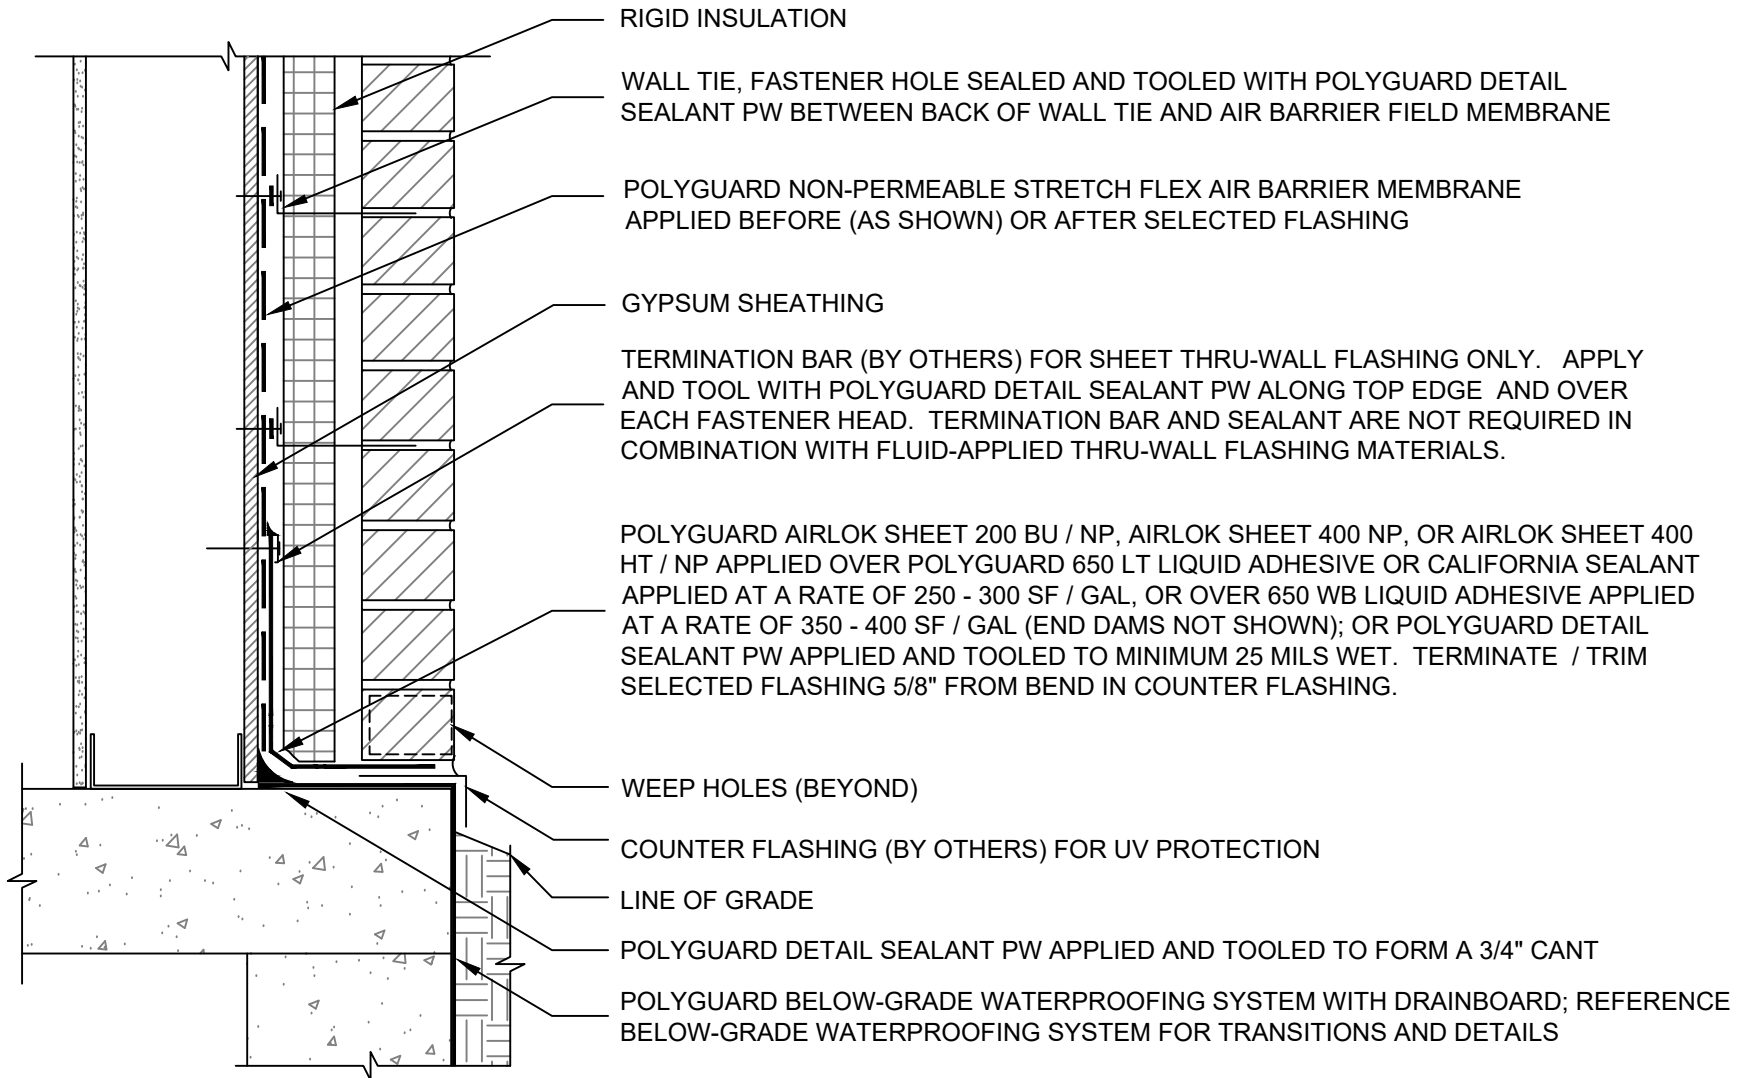 RIGID INSULATION
WALL TIE, FASTENER HOLE SEALED AND TOOLED WITH POLYGUARD DETAIL
SEALANT PW BETWEEN BACK OF WALL TIE AND AIR BARRIER FIELD MEMBRANE
POLYGUARD NON-PERMEABLE STRETCH FLEX AIR BARRIER MEMBRANE
APPLIED BEFORE (AS SHOWN) OR AFTER SELECTED FLASHING
GYPSUM SHEATHING
TERMINATION BAR (BY OTHERS) FOR SHEET THRU-WALL FLASHING ONLY. APPLY
AND TOOL WITH POLYGUARD DETAIL SEALANT PW ALONG TOP EDGE AND OVER
EACH FASTENER HEAD. TERMINATION BAR AND SEALANT ARE NOT REQUIRED IN
COMBINATION WITH FLUID-APPLIED THRU-WALL FLASHING MATERIALS.
POLYGUARD AIRLOK SHEET 200 BU / NP, AIRLOK SHEET 400 NP, OR AIRLOK SHEET 400
HT / NP APPLIED OVER POLYGUARD 650 LT LIQUID ADHESIVE OR CALIFORNIA SEALANT
APPLIED AT A RATE OF 250 - 300 SF / GAL, OR OVER 650 WB LIQUID ADHESIVE APPLIED
AT A RATE OF 350 - 400 SF / GAL (END DAMS NOT SHOWN); OR POLYGUARD DETAIL
SEALANT PW APPLIED AND TOOLED TO MINIMUM 25 MILS WET. TERMINATE / TRIM
SELECTED FLASHING 5/8" FROM BEND IN COUNTER FLASHING.
WEEP HOLES (BEYOND)
COUNTER FLASHING (BY OTHERS) FOR UV PROTECTION
LINE OF GRADE
POLYGUARD DETAIL SEALANT PW APPLIED AND TOOLED TO FORM A 3/4" CANT
POLYGUARD BELOW-GRADE WATERPROOFING SYSTEM WITH DRAINBOARD; REFERENCE
BELOW-GRADE WATERPROOFING SYSTEM FOR TRANSITIONS AND DETAILS